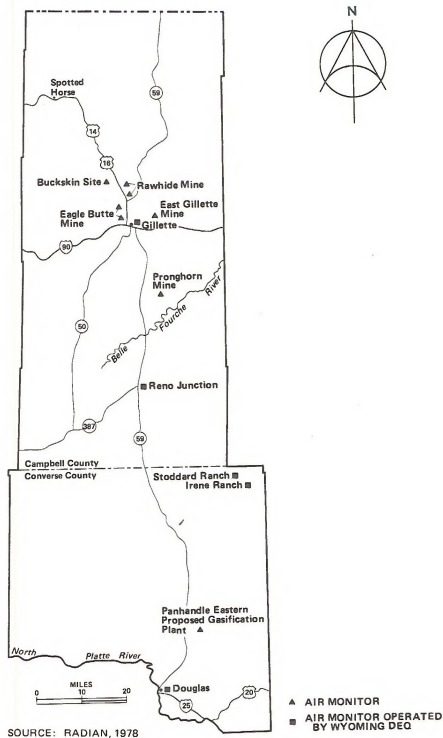 N
59
Spotted
Horse
14
16
Buckskin Site
Rawhide Mine
East Gillette
Mine
Eagle Butte
Mine
Gillette
90
Pronghorn
Mine
Belle Fourche River
50
Reno Junction
387
59
Campbell County
Converse County
Stoddard Ranch
Irene Ranch
Panhandle Eastern
Proposed Gasification
Plant
North Platte River
MILES
0 10 20
Douglas
20
25
AIR MONITOR
AIR MONITOR OPERATED
BY WYOMING DEQ
SOURCE: RADIAN, 1978